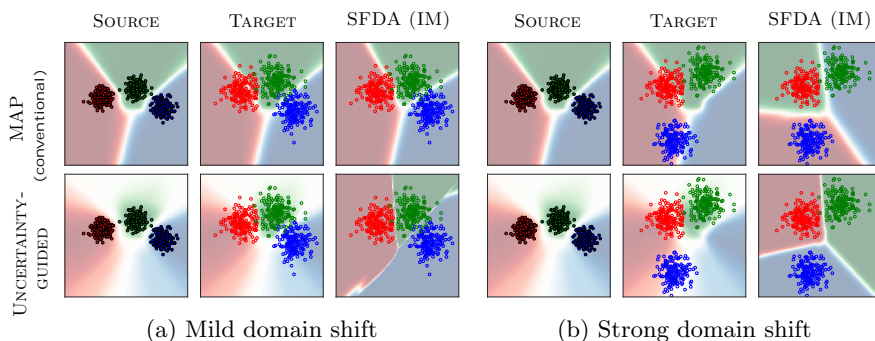 SOURCE TARGET SFDA (IM) SOURCE TARGET SFDA (IM)
MAP
(conventional)
UNCERTAINTY-
GUIDED
(a) Mild domain shift (b) Strong domain shift